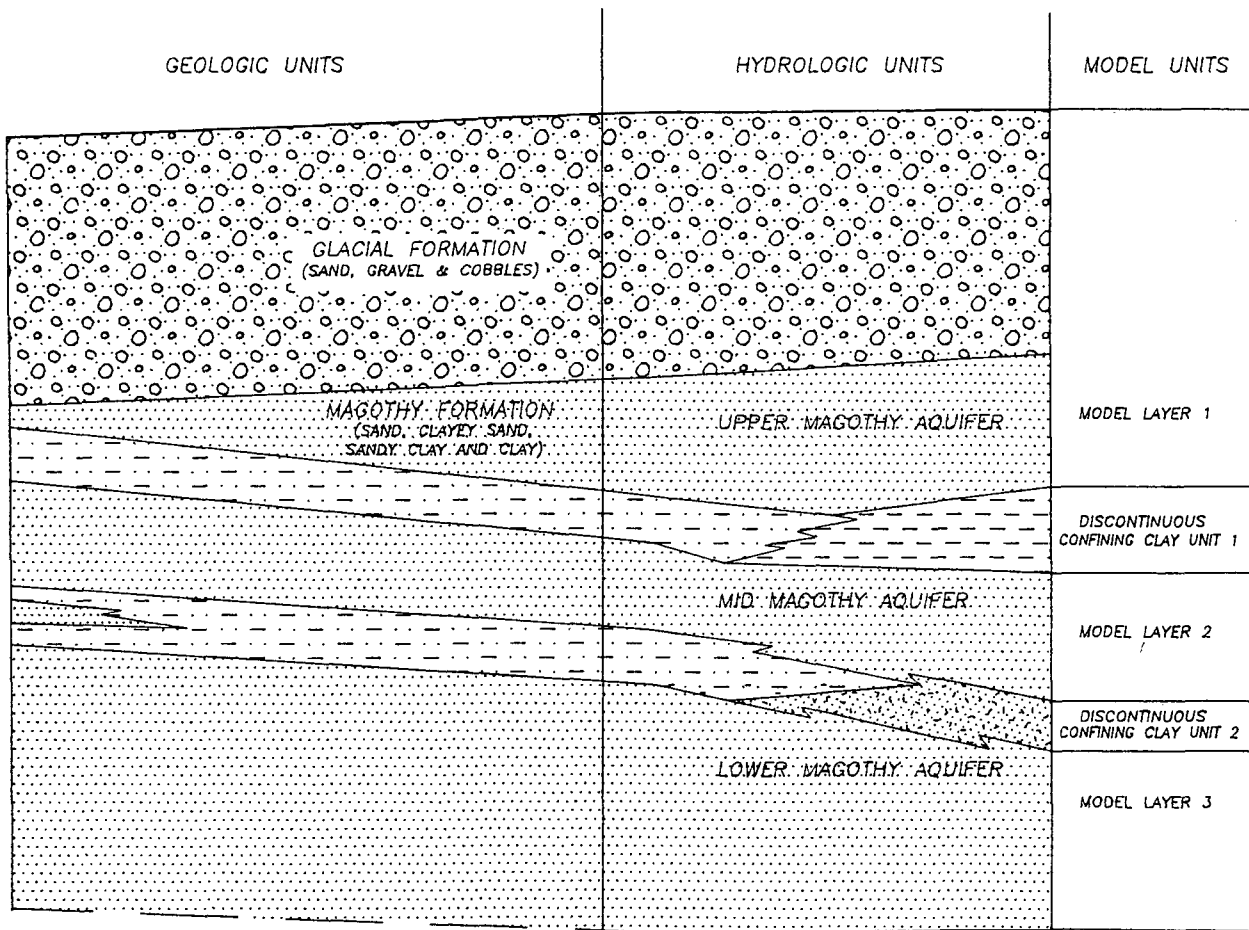 GEOLOGIC UNITS
HYDROLOGIC UNITS
MODEL UNITS
GLACIAL FORMATION
(SAND, GRAVEL & COBBLES)
MAGOTHY FORMATION
(SAND, CLAYEY SAND,
SANDY CLAY AND CLAY)
UPPER MAGOTHY AQUIFER
MODEL LAYER 1
DISCONTINUOUS
CONFINING CLAY UNIT 1
MID MAGOTHY AQUIFER
MODEL LAYER 2
DISCONTINUOUS
CONFINING CLAY UNIT 2
LOWER MAGOTHY AQUIFER
MODEL LAYER 3